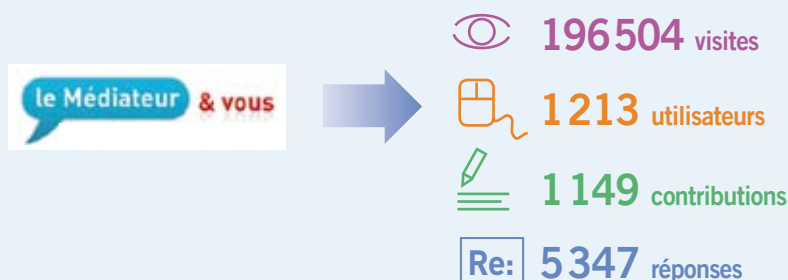 le Médiateur & vous
196 504 visites
1 213 utilisateurs
1 149 contributions
Re: 5 347 réponses